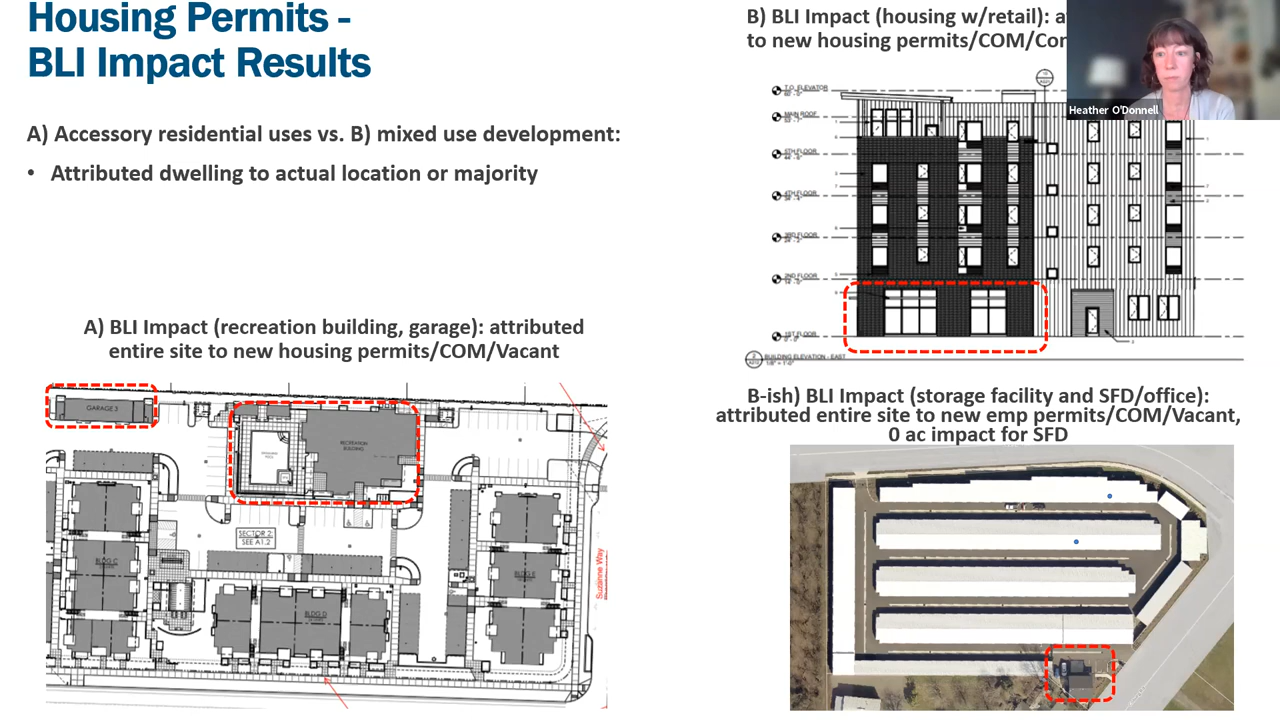 Housing Permits -
BLI Impact Results
A) Accessory residential uses vs. B) mixed use development:
• Attributed dwelling to actual location or majority
A) BLI Impact (recreation building, garage): attributed
entire site to new housing permits/COM/Vacant
GARAGE 3
RECREATION
BUILDING
SECTOR 2:
SEE A1.2
BLDG C
BLDG D
BLDG E
Suzanne Way
B) BLI Impact (housing w/retail):
to new housing permits/COM/
Heather O'Donnell
T.O. ELEVATOR
MAIN ROOF
5TH FLOOR
4TH FLOOR
3RD FLOOR
2ND FLOOR
1ST FLOOR
BUILDING ELEVATION - EAST
B-ish) BLI Impact (storage facility and SFD/office):
attributed entire site to new emp permits/COM/Vacant,
0 ac impact for SFD